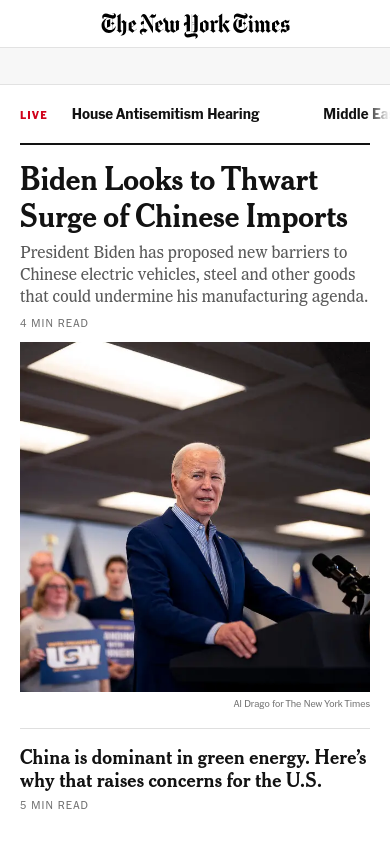 The New York Times
LIVE
House Antisemitism Hearing
Middle Ea
Biden Looks to Thwart
Surge of Chinese Imports
President Biden has proposed new barriers to
Chinese electric vehicles, steel and other goods
that could undermine his manufacturing agenda.
4 MIN READ
USW
Al Drago for The New York Times
China is dominant in green energy. Here’s
why that raises concerns for the U.S.
5 MIN READ